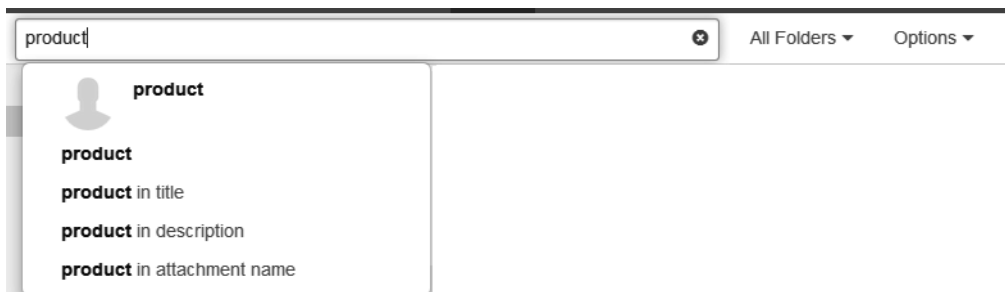 product All Folders Options
product
product
product in title
product in description
product in attachment name